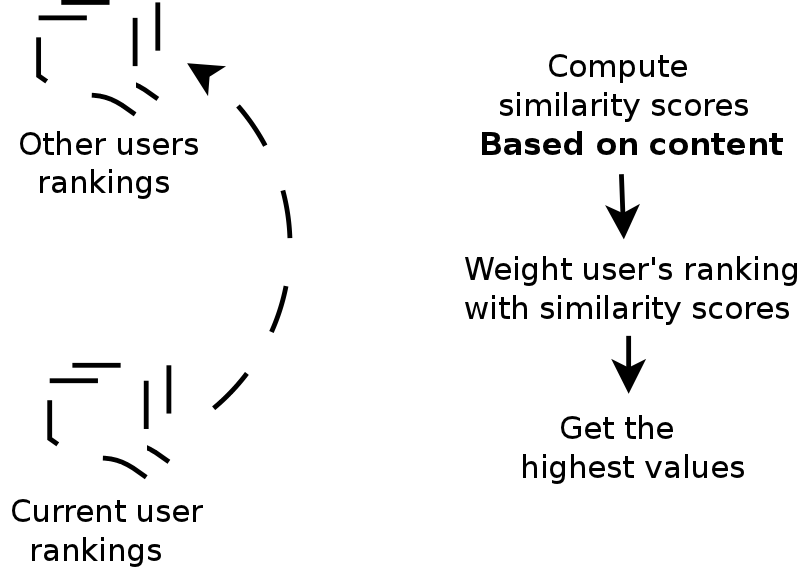 Other users
rankings
Current user
rankings
Compute
similarity scores
Based on content
Weight user's ranking
with similarity scores
Get the
highest values